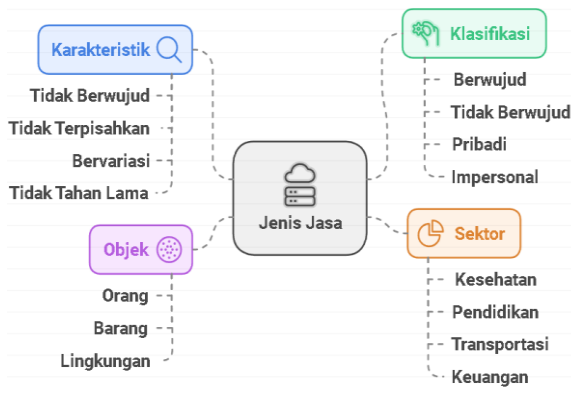 Karakteristik
Tidak Berwujud
Tidak Terpisahkan
Bervariasi
Tidak Tahan Lama
Klasifikasi
Berwujud
Tidak Berwujud
Pribadi
Impersonal
Jenis Jasa
Objek
Orang
Barang
Lingkungan
Sektor
Kesehatan
Pendidikan
Transportasi
Keuangan